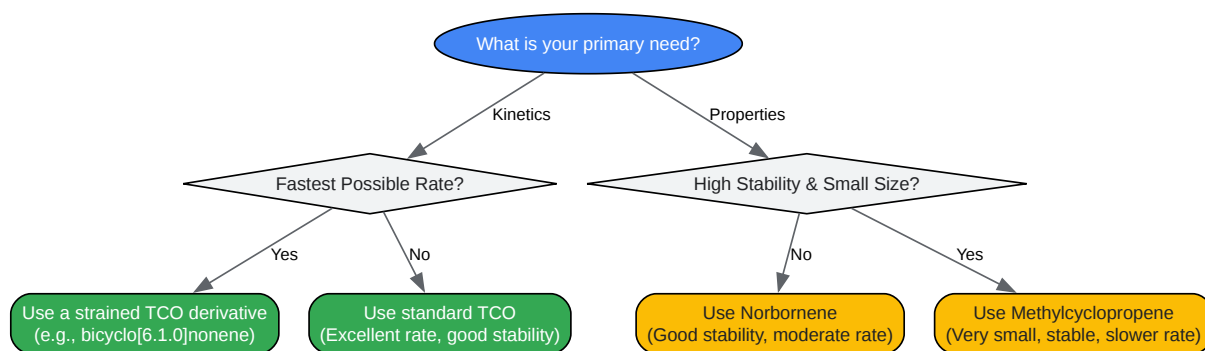 What is your primary need?
Kinetics
Properties
Fastest Possible Rate?
High Stability & Small Size?
Yes
No
No
Yes
Use a strained TCO derivative
(e.g., bicyclo[6.1.0]nonene)
Use standard TCO
(Excellent rate, good stability)
Use Norbornene
(Good stability, moderate rate)
Use Methylcyclopropene
(Very small, stable, slower rate)